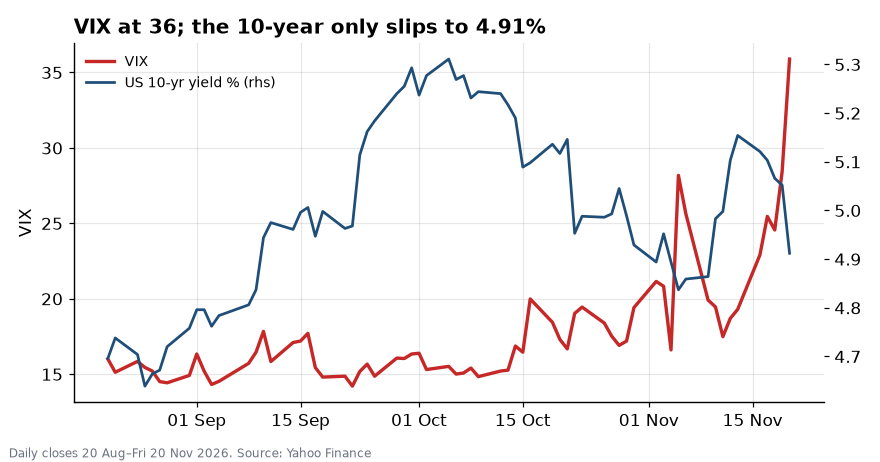 VIX at 36; the 10-year only slips to 4.91%
VIX
US 10-yr yield % (rhs)
VIX
35
30
25
20
15
5.3
5.2
5.1
5.0
4.9
4.8
4.7
01 Sep
15 Sep
01 Oct
15 Oct
01 Nov
15 Nov
Daily closes 20 Aug–Fri 20 Nov 2026. Source: Yahoo Finance